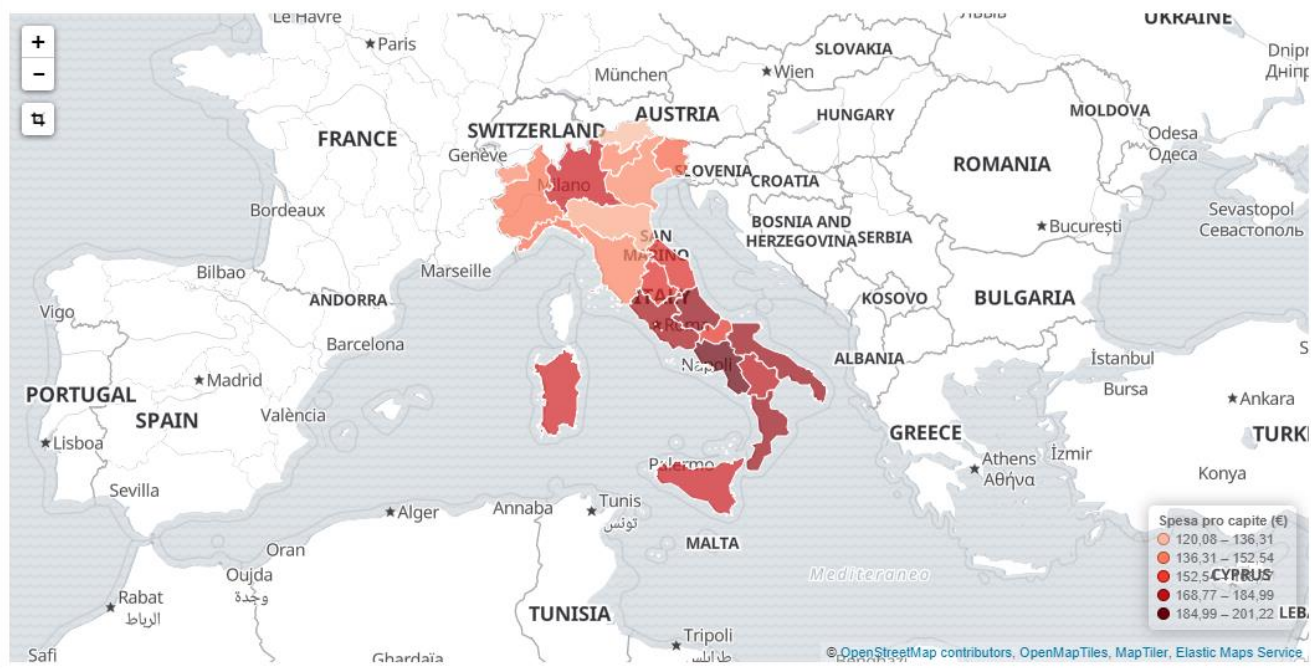 +
−
Le Havre
Paris
FRANCE
Genève
SWITZERLAND
München
Wien
SLOVAKIA
UKRAINE
AUSTRIA
HUNGARY
MOLDOVA
Odesa
Одеса
ROMANIA
SLOVENIA
CROATIA
Milano
Bordeaux
BOSNIA AND
HERZEGOVINA
SERBIA
București
Sevastopol
Севастополь
SAN
MARINO
Marseille
Bilbao
ANDORRA
Vigo
ITALY
Roma
KOSOVO
BULGARIA
Barcelona
Napoli
ALBANIA
İstanbul
Bursa
Madrid
PORTUGAL
SPAIN
València
Ankara
Lisboa
GREECE
Athens
Αθήνα
İzmir
Konya
Palermo
Sevilla
Alger
Annaba
Tunis
تونس
MALTA
Oran
Oujda
وجدة
Rabat
الرباط
Mediteraneo
TUNISIA
Tripoli
Safi
Ghardaïa
Spesa pro capite (€)
120,08 – 136,31
136,31 – 152,54
CYPRUS
168,77 – 184,99
184,99 – 201,22
© OpenStreetMap contributors, OpenMapTiles, MapTiler, Elastic Maps Service